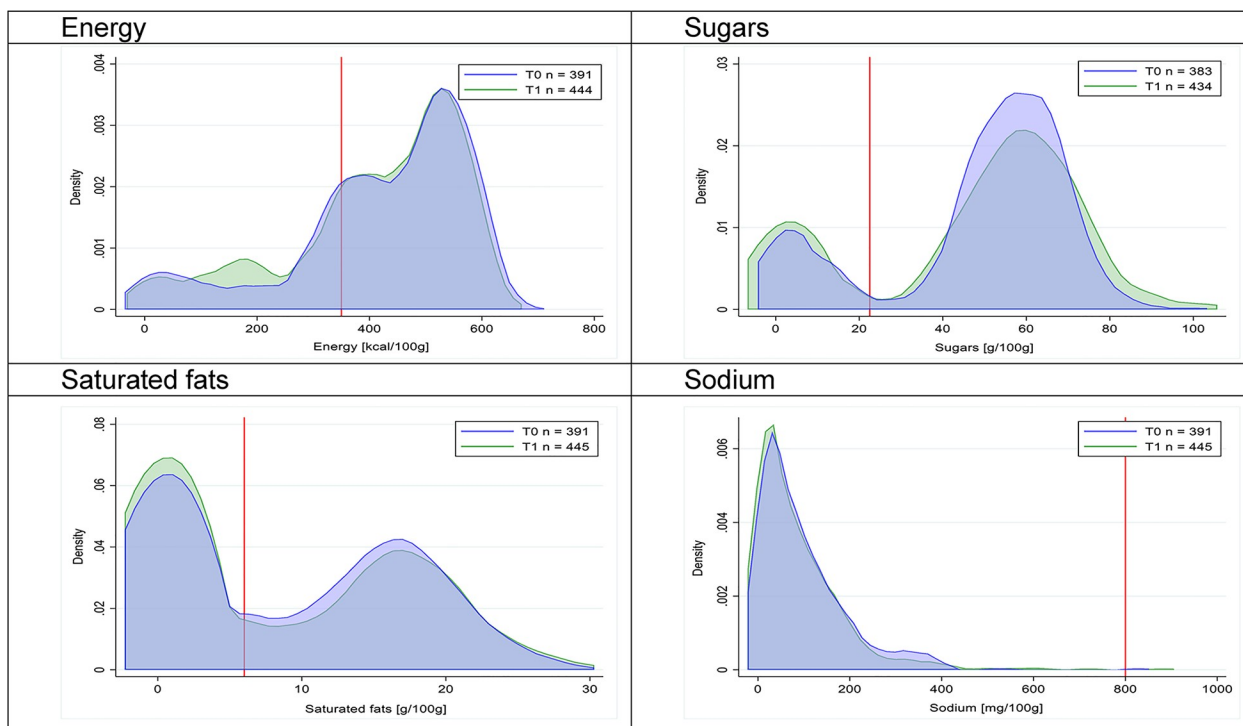 Energy
Sugars
.004
.003
.002
.001
0
Density
T0 n = 391
T1 n = 444
0 200 400 600 800
Energy [kcal/100g]
.03
.02
.01
0
Density
T0 n = 383
T1 n = 434
0 20 40 60 80 100
Sugars [g/100g]
Saturated fats
Sodium
.08
.06
.04
.02
0
Density
T0 n = 391
T1 n = 445
0 10 20 30
Saturated fats [g/100g]
.006
.004
.002
0
Density
T0 n = 391
T1 n = 445
0 200 400 600 800 1000
Sodium [mg/100g]